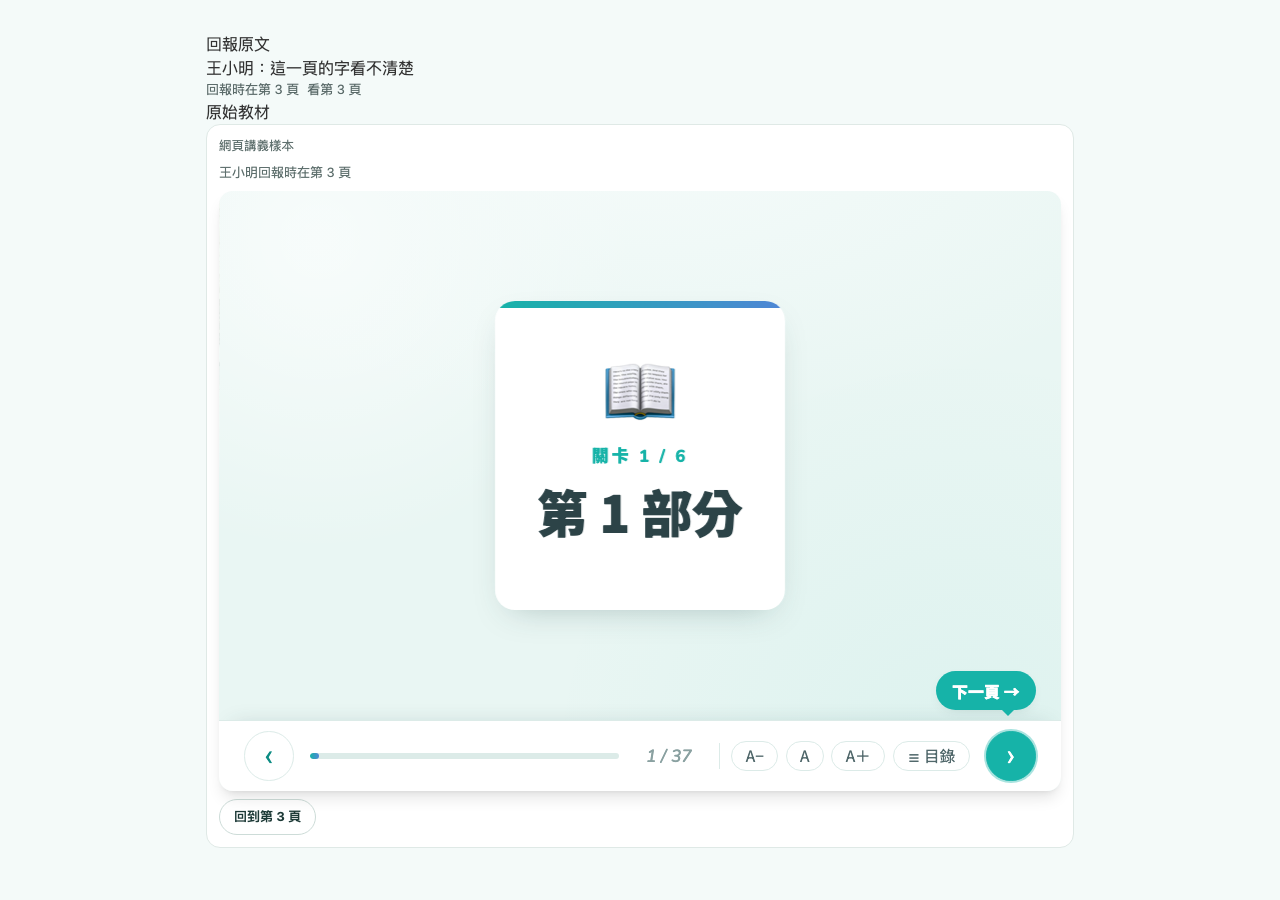 回報原文
王小明：這一頁的字看不清楚
回報時在第 3 頁 看第 3 頁
原始教材
網頁講義樣本
王小明回報時在第 3 頁
關卡 1 / 6
第 1 部分
下一頁 →
‹ 1 / 37 A− A A＋ ≡ 目錄 ›
回到第 3 頁